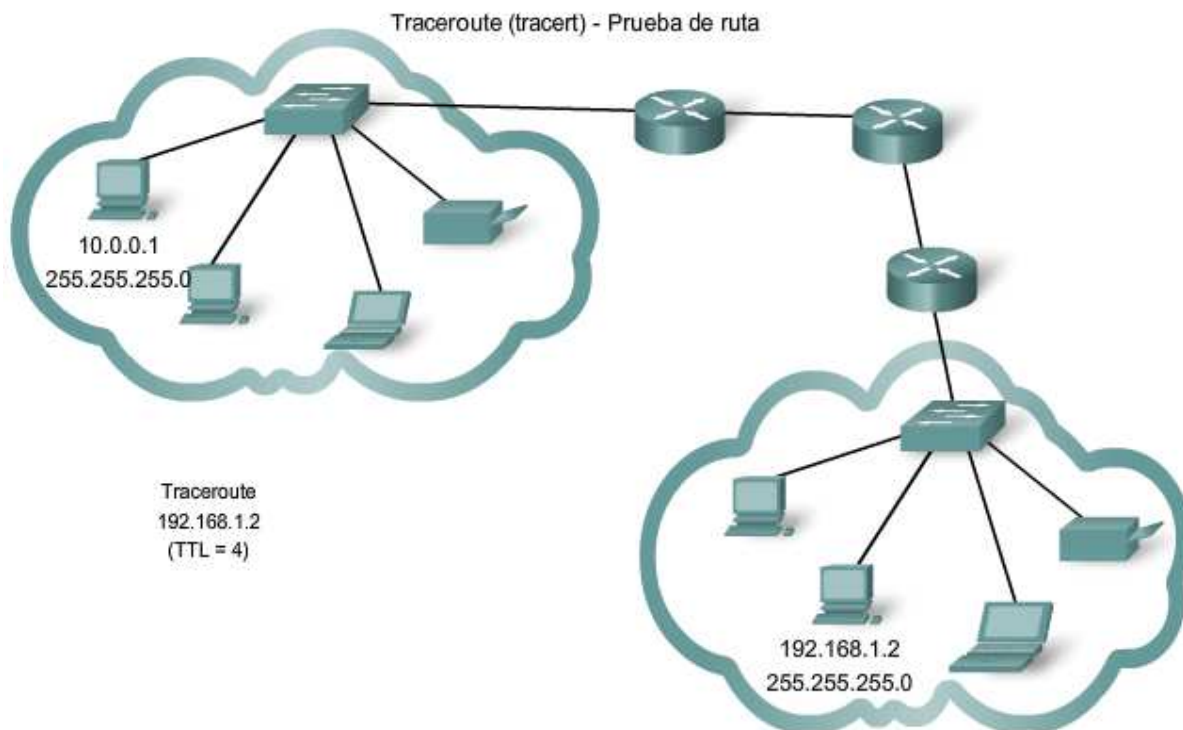 Traceroute (tracert) - Prueba de ruta
10.0.0.1
255.255.255.0
Traceroute
192.168.1.2
(TTL = 4)
192.168.1.2
255.255.255.0